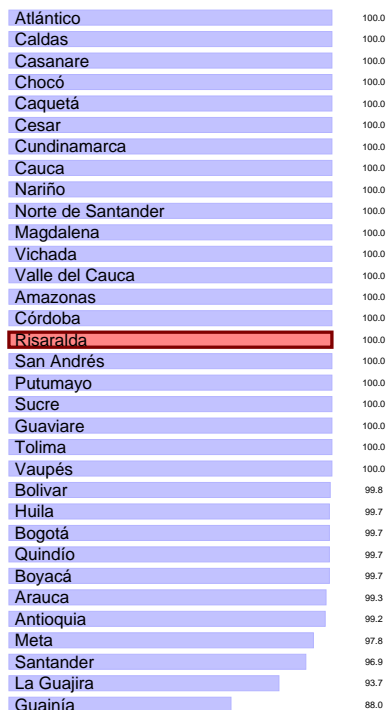 Atlántico 100.0
Caldas 100.0
Casanare 100.0
Chocó 100.0
Caquetá 100.0
Cesar 100.0
Cundinamarca 100.0
Cauca 100.0
Nariño 100.0
Norte de Santander 100.0
Magdalena 100.0
Vichada 100.0
Valle del Cauca 100.0
Amazonas 100.0
Córdoba 100.0
Risaralda 100.0
San Andrés 100.0
Putumayo 100.0
Sucre 100.0
Guaviare 100.0
Tolima 100.0
Vaupés 100.0
Bolivar 99.8
Huila 99.7
Bogotá 99.7
Quindío 99.7
Boyacá 99.7
Arauca 99.3
Antioquia 99.2
Meta 97.8
Santander 96.9
La Guajira 93.7
Guainía 88.0